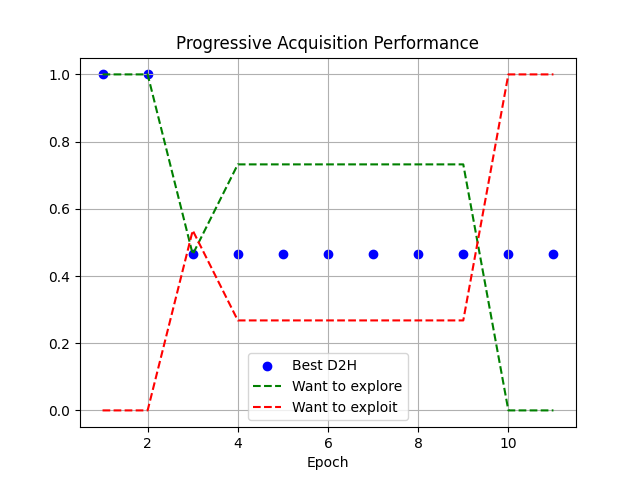 Progressive Acquisition Performance
1.0
0.8
0.6
0.4
0.2
0.0
Best D2H
Want to explore
Want to exploit
2 4 6 8 10
Epoch